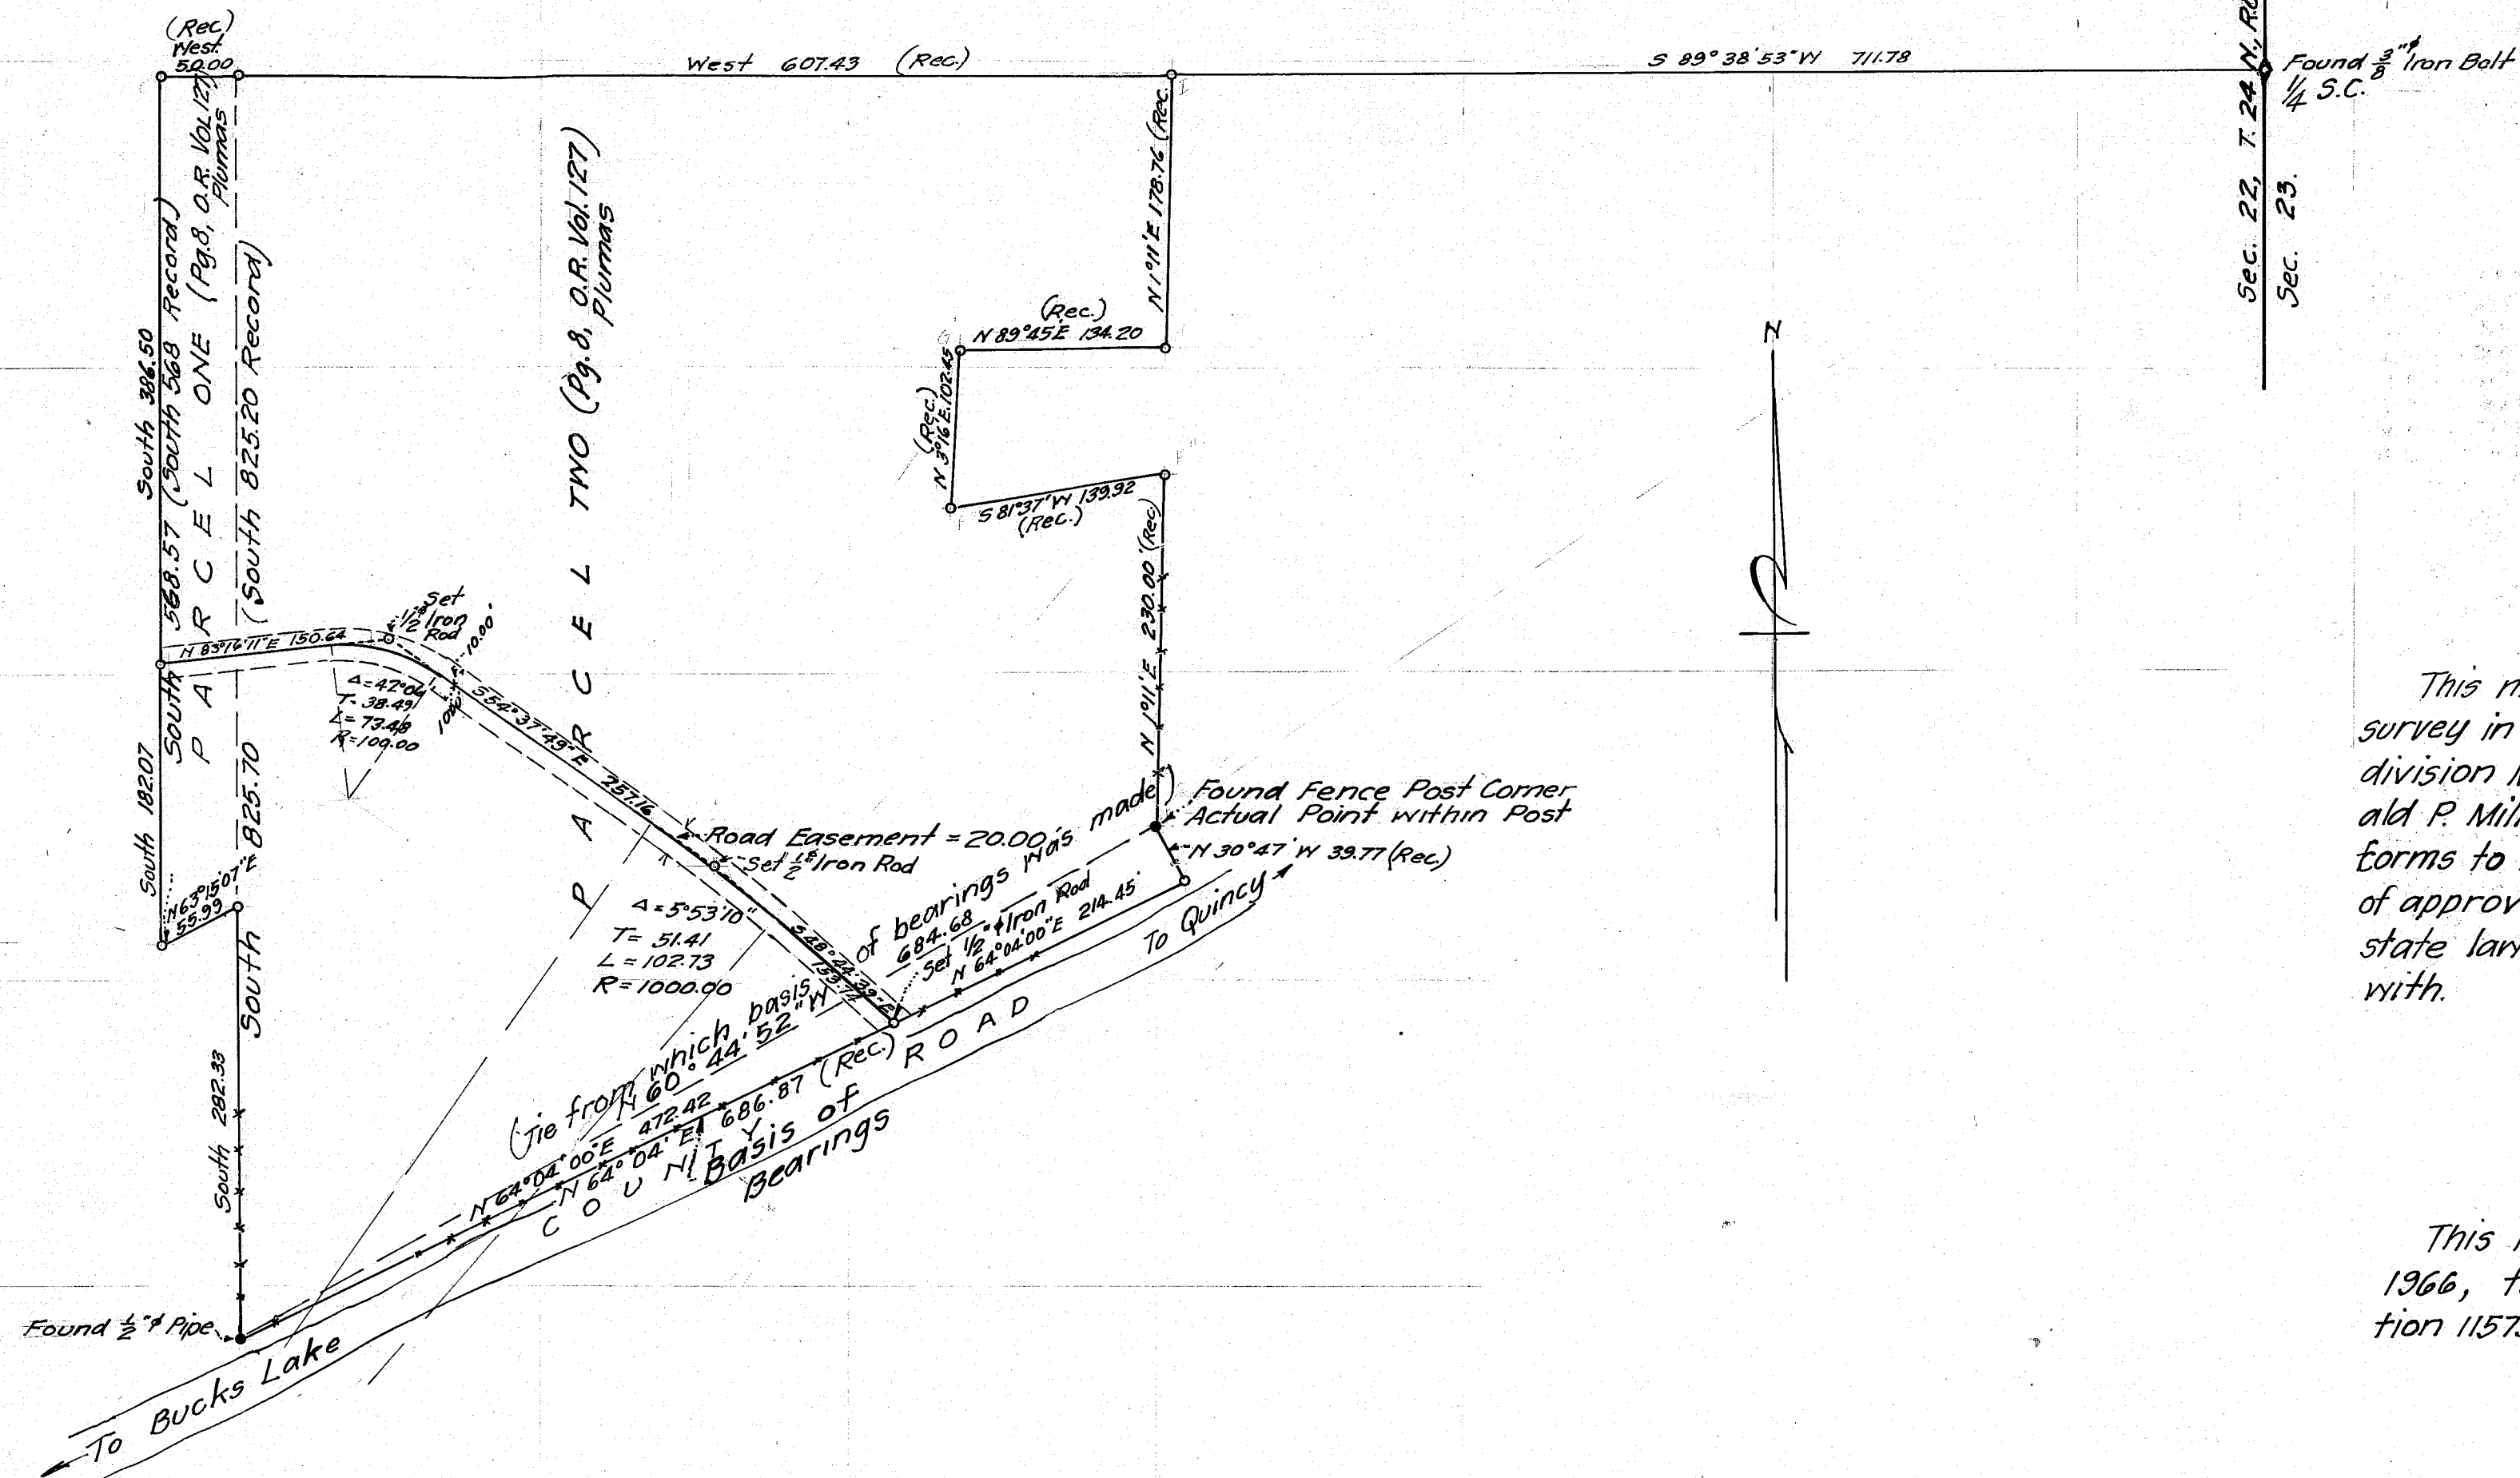 (Rec.)
West
50.00
West 607.43 (Rec.)
S 89°38'53"W 711.78
Found 3/8"φ Iron Bolt
1/4 S.C.
Sec. 22, T. 24 N.,
Sec. 23.
South 386.50
South 568.57 (South 568 Record)
PARCEL ONE (Pg.8, O.R. Vol. 127)
Plumas
(South 825.20 Record)
South 825.70
South 182.07
N 63°15'07"E
55.99
South 282.33
Found 1/2"φ Pipe
PARCEL TWO (Pg.8, O.R. Vol. 127)
Plumas
N 1°11'E 178.76 (Rec.
(Rec.)
N 89°45'E 134.20
(Rec.)
N 3°16'E 102.45
S 81°37'W 139.92
(Rec.)
N 1°11'E 230.00' (Rec)
N
Set
1/2"φ Iron
Rod
10.00'
N 83°16'11"E 150.64
Δ=42°06'
T=38.49
L=73.48
R=100.00
S 54°37'49"E 257.16
Road Easement = 20.00'
Set 1/2"φ Iron Rod
Δ=5°53'10"
T= 51.41
L=102.73
R=1000.00
S 48°44'39"E
153.74
Found Fence Post Corner
Actual Point within Post
N 30°47'W 39.77 (Rec.)
(Tie from which basis of bearings was made)
N 60°44'52"W 684.68
Set 1/2"φ Iron Rod
N 64°04'00"E 214.45'
N 64°04'00"E 472.42
N 64°04'E 686.87 (Rec.)
COUNTY ROAD
Basis of
Bearings
To Quincy
To Bucks Lake
This
survey in
division
ald P. Mil
forms to
of approv
state law
with.
This
1966,
tion 1157